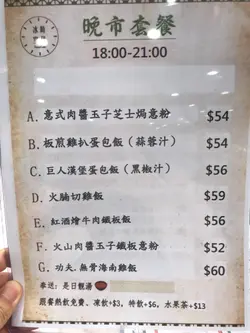 晚市套餐
18:00-21:00
A. 意式肉醬玉子芝士焗意粉 $54
B. 板煎雞扒蛋包飯(蒜蓉汁) $54
C. 巨人漢堡蛋包飯(黑椒汁) $56
D. 火腩切雞飯 $59
E. 紅酒燴牛肉鐵板飯 $56
F. 火山肉醬玉子鐵板意粉 $52
G. 功夫.無骨海南雞飯 $60
奉送: 是日靚湯
跟餐熱飲免費、凍飲+$3, 特飲+$6, 水果茶+$13